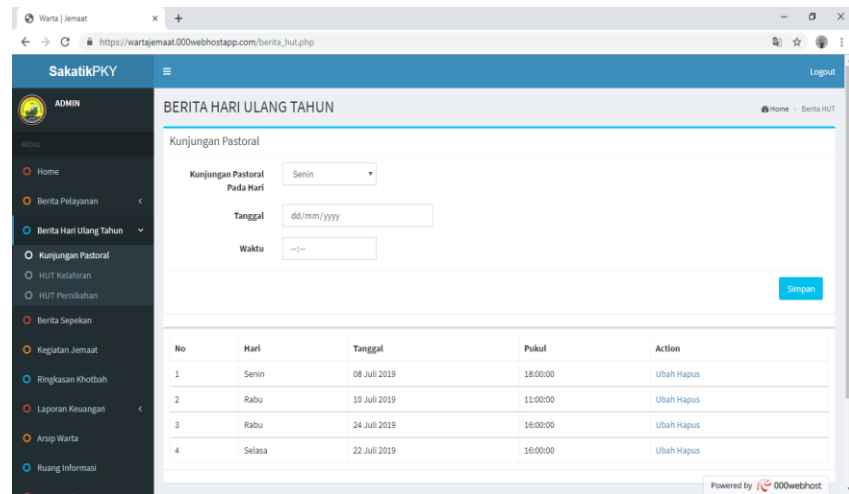 Warta | Jemaat
https://wartajemaat.000webhostapp.com/berita_hut.php
SakatikPKY
Logout
ADMIN
MENU
Home
Berita Pelayanan
Berita Hari Ulang Tahun
Kunjungan Pastoral
HUT Kelahiran
HUT Pernikahan
Berita Sepekan
Kegiatan Jemaat
Ringkasan Khotbah
Laporan Keuangan
Arsip Warta
Ruang Informasi
BERITA HARI ULANG TAHUN
Home > Berita HUT
Kunjungan Pastoral
Kunjungan Pastoral Senin
Pada Hari
Tanggal dd/mm/yyyy
Waktu --:--
Simpan
No Hari Tanggal Pukul Action
1 Senin 08 Juli 2019 18:00:00 Ubah Hapus
2 Rabu 10 Juli 2019 11:00:00 Ubah Hapus
3 Rabu 24 Juli 2019 16:00:00 Ubah Hapus
4 Selasa 22 Juli 2019 16:00:00 Ubah Hapus
Powered by 000webhost